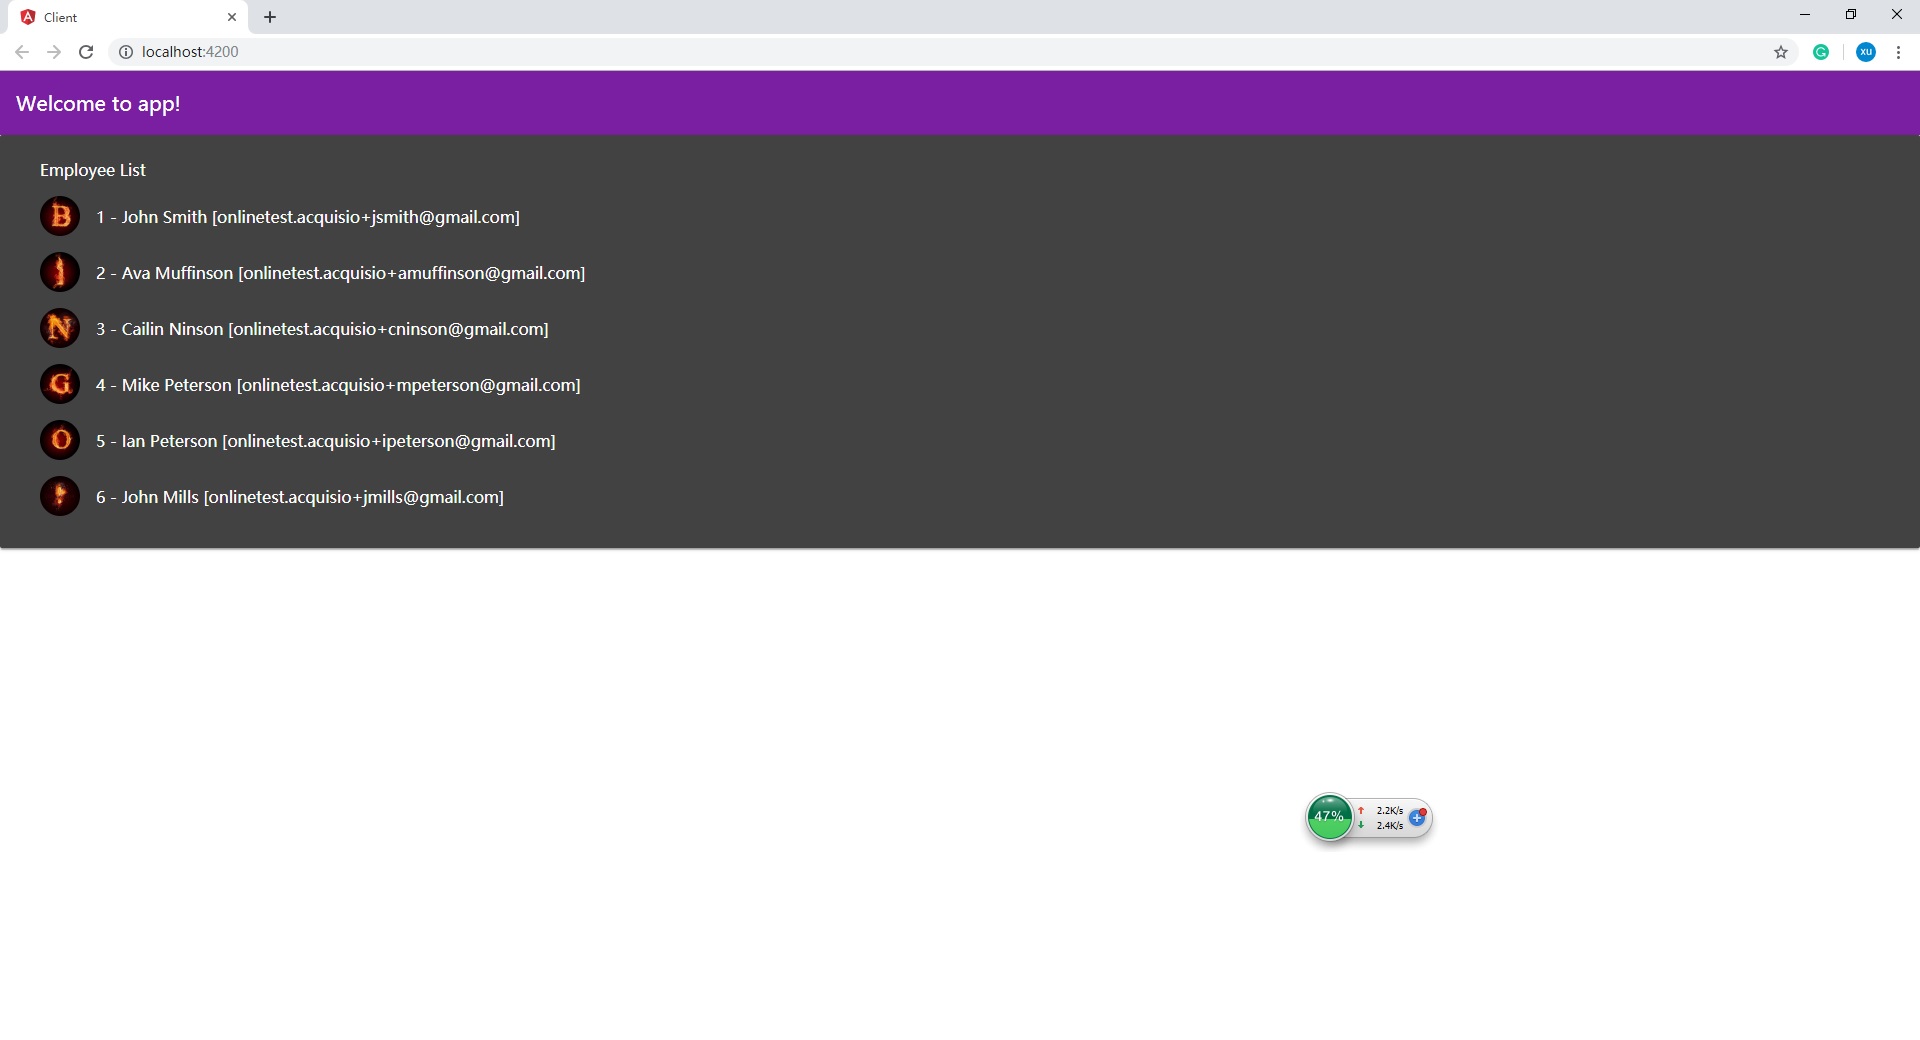 Client
localhost:4200
xu
Welcome to app!
Employee List
B 1 - John Smith [onlinetest.acquisio+jsmith@gmail.com]
I 2 - Ava Muffinson [onlinetest.acquisio+amuffinson@gmail.com]
N 3 - Cailin Ninson [onlinetest.acquisio+cninson@gmail.com]
G 4 - Mike Peterson [onlinetest.acquisio+mpeterson@gmail.com]
O 5 - Ian Peterson [onlinetest.acquisio+ipeterson@gmail.com]
! 6 - John Mills [onlinetest.acquisio+jmills@gmail.com]
47% 2.2K/s
2.4K/s